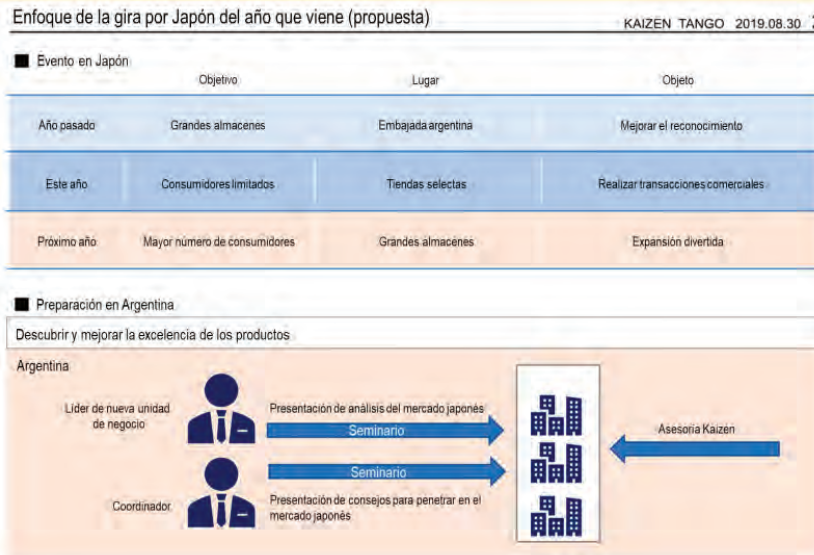 Enfoque de la gira por Japón del año que viene (propuesta)
KAIZEN TANGO 2019.08.30
Evento en Japón
Objetivo Lugar Objeto
Año pasado Grandes almacenes Embajada argentina Mejorar el reconocimiento
Este año Consumidores limitados Tiendas selectas Realizar transacciones comerciales
Próximo año Mayor número de consumidores Grandes almacenes Expansión divertida
Preparación en Argentina
Descubrir y mejorar la excelencia de los productos
Argentina
Líder de nueva unidad
de negocio
Presentación de análisis del mercado japonés
Seminario
Asesoría Kaizen
Seminario
Coordinador
Presentación de consejos para penetrar en el
mercado japonés